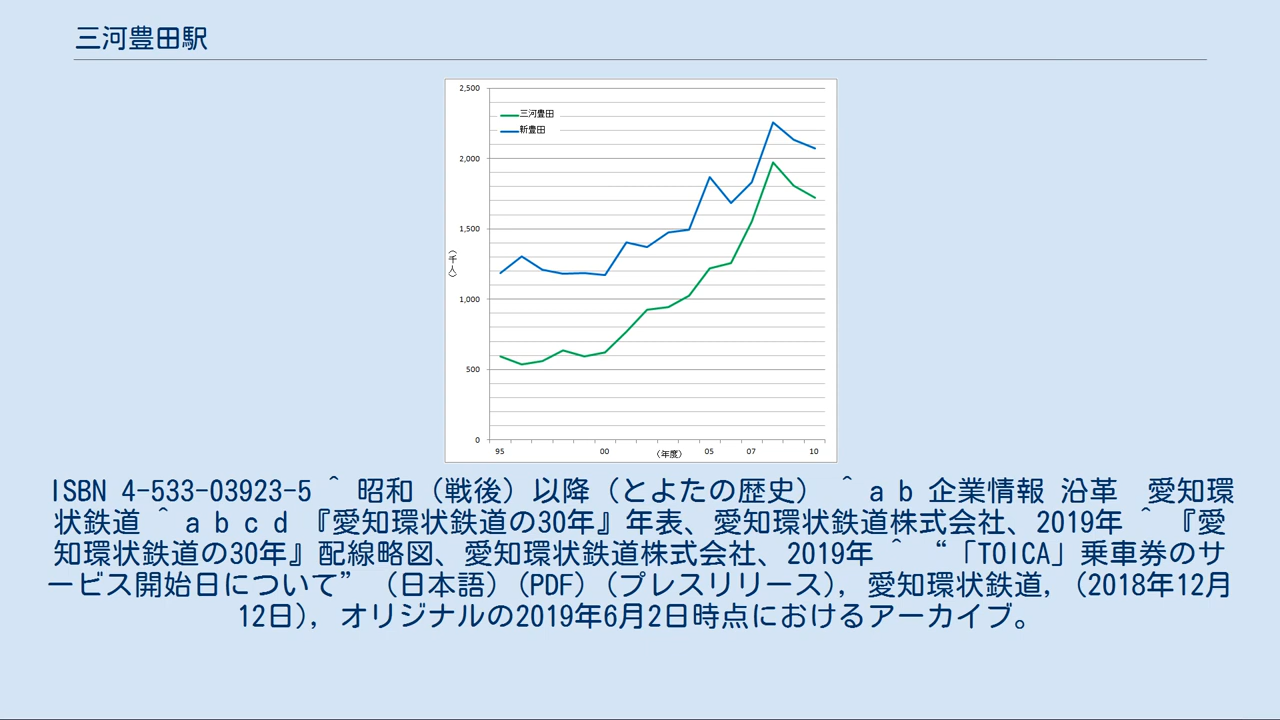 三河豊田駅
2,500
三河豊田
新豊田
2,000
1,500
（千人）
1,000
500
0
95 00 （年度） 05 07 10
ISBN 4-533-03923-5 ^ 昭和（戦後）以降（とよたの歴史） ^ a b 企業情報 沿革　愛知環
状鉄道 ^ a b c d 『愛知環状鉄道の30年』年表、愛知環状鉄道株式会社、2019年 ^ 『愛
知環状鉄道の30年』配線略図、愛知環状鉄道株式会社、2019年 ^ “「TOICA」乗車券のサ
ービス開始日について” （日本語）（PDF）（プレスリリース）， 愛知環状鉄道, （2018年12月
12日）， オリジナルの2019年6月2日時点におけるアーカイブ。